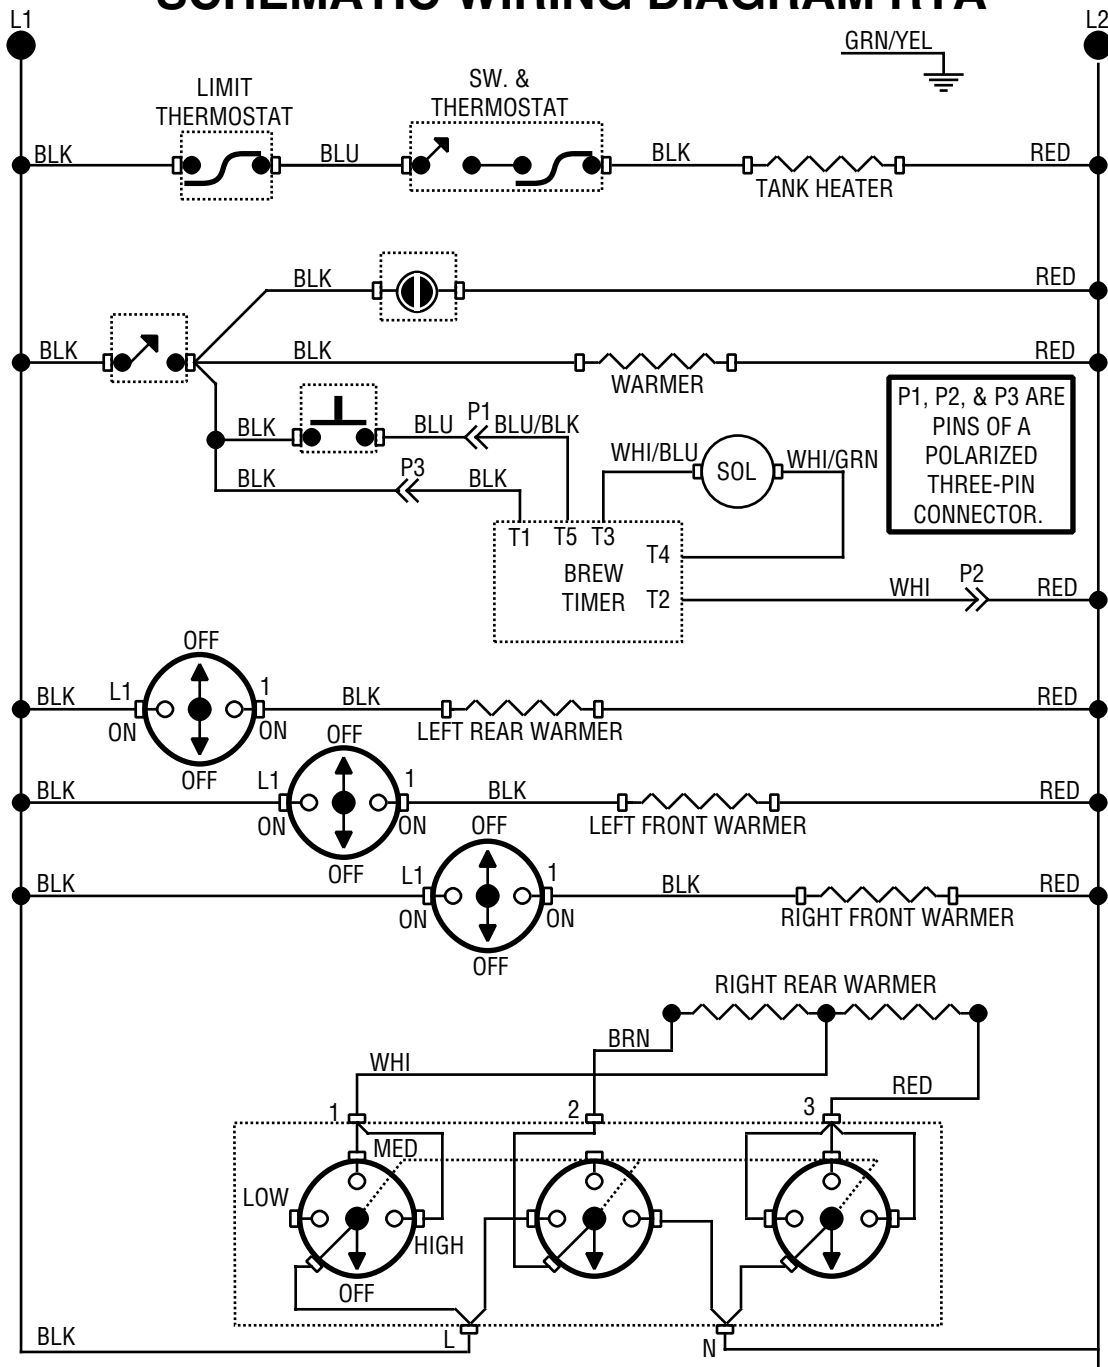 SCHEMATIC WIRING DIAGRAM RTA
L1
L2
GRN/YEL
LIMIT
THERMOSTAT
SW. &
THERMOSTAT
BLK
BLU
BLK
RED
TANK HEATER
BLK
RED
BLK
BLK
RED
WARMER
P1, P2, & P3 ARE
PINS OF A
POLARIZED
THREE-PIN
CONNECTOR.
BLK
BLU
P1
BLU/BLK
WHI/BLU
SOL
WHI/GRN
BLK
P3
BLK
T1
T5
T3
T4
BREW
TIMER
T2
WHI
P2
RED
OFF
BLK
L1
1
BLK
RED
ON
ON
LEFT REAR WARMER
OFF
OFF
BLK
L1
1
BLK
RED
ON
ON
LEFT FRONT WARMER
OFF
OFF
BLK
L1
1
BLK
RED
ON
ON
RIGHT FRONT WARMER
OFF
RIGHT REAR WARMER
BRN
WHI
RED
1
2
3
MED
LOW
HIGH
OFF
BLK
L
N